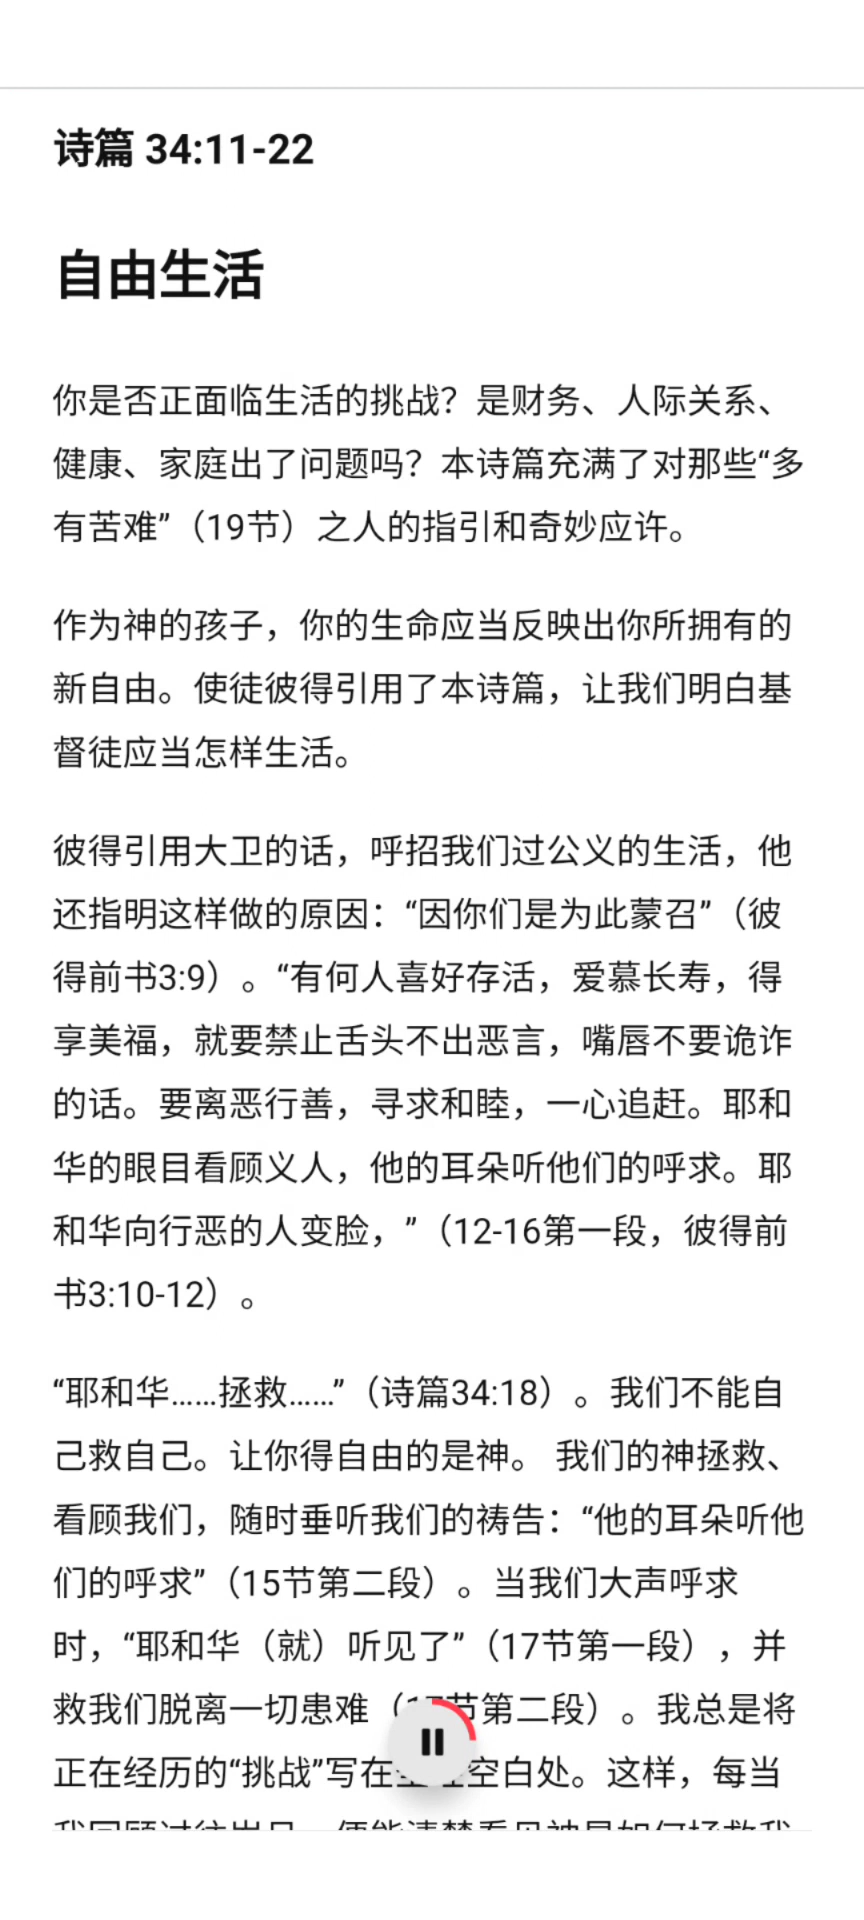 诗篇 34:11-22
自由生活
你是否正面临生活的挑战？是财务、人际关系、
健康、家庭出了问题吗？本诗篇充满了对那些“多
有苦难”（19节）之人的指引和奇妙应许。
作为神的孩子，你的生命应当反映出你所拥有的
新自由。使徒彼得引用了本诗篇，让我们明白基
督徒应当怎样生活。
彼得引用大卫的话，呼招我们过公义的生活，他
还指明这样做的原因：“因你们是为此蒙召”（彼
得前书3:9）。“有何人喜好存活，爱慕长寿，得
享美福，就要禁止舌头不出恶言，嘴唇不要诡诈
的话。要离恶行善，寻求和睦，一心追赶。耶和
华的眼目看顾义人，他的耳朵听他们的呼求。耶
和华向行恶的人变脸，”（12-16第一段，彼得前
书3:10-12）。
“耶和华……拯救……”（诗篇34:18）。我们不能自
己救自己。让你得自由的是神。 我们的神拯救、
看顾我们，随时垂听我们的祷告：“他的耳朵听他
们的呼求”（15节第二段）。当我们大声呼求
时，“耶和华（就）听见了”（17节第一段），并
救我们脱离一切患难（17节第二段）。我总是将
正在经历的“挑战”写在空白处。这样，每当